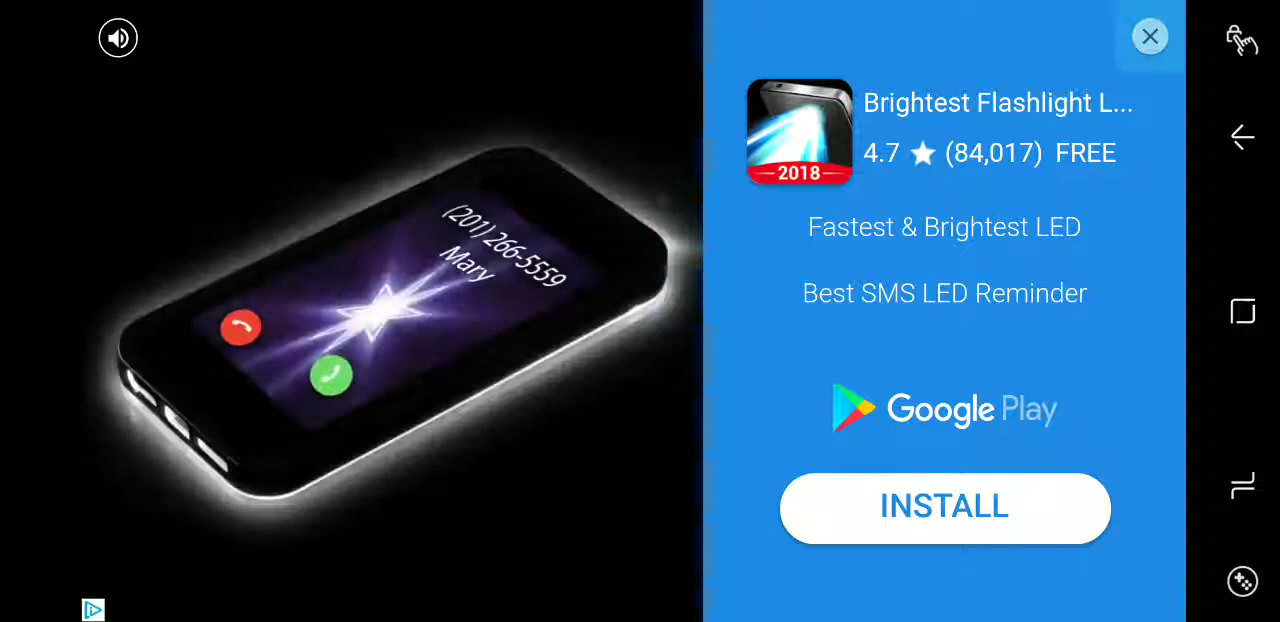 (201) 266-5559
Mary
Brightest Flashlight L...
4.7 ★ (84,017) FREE
2018
Fastest & Brightest LED
Best SMS LED Reminder
Google Play
INSTALL